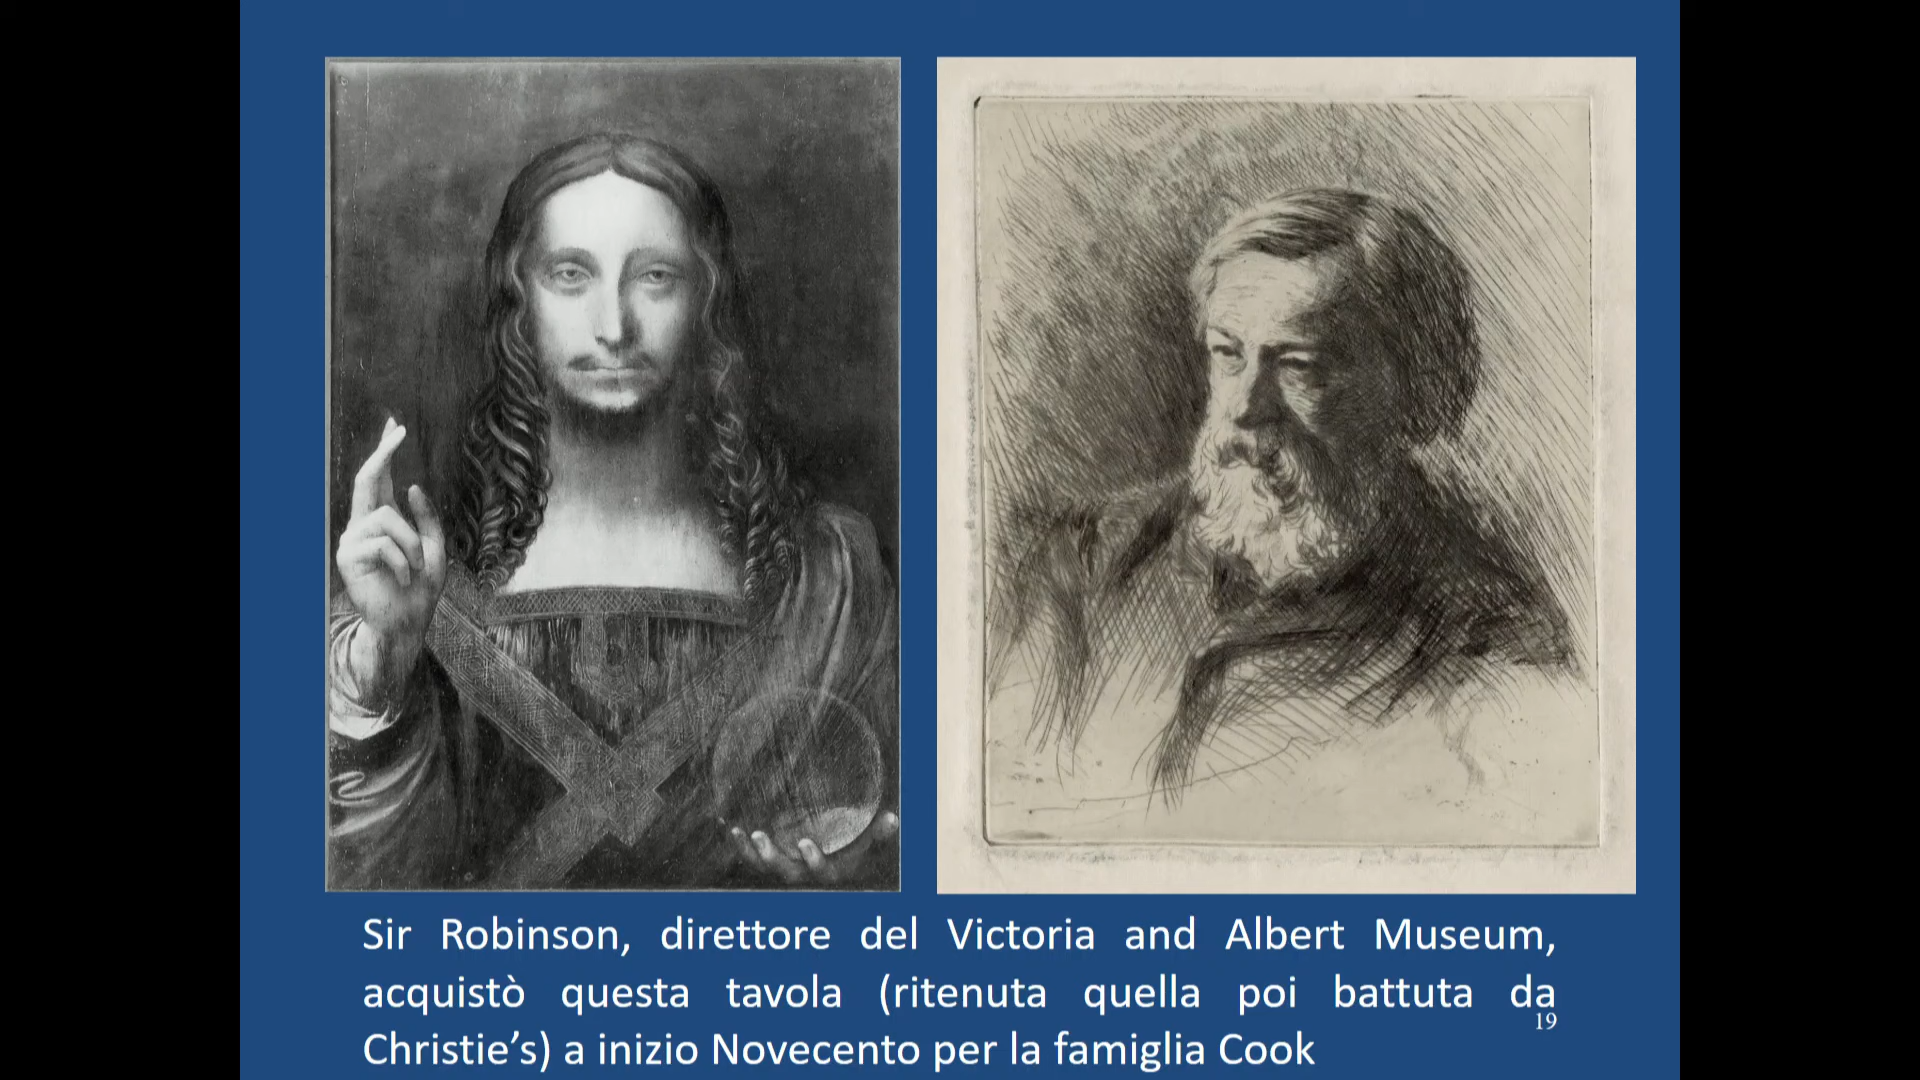 Sir Robinson, direttore del Victoria and Albert Museum,
acquistò questa tavola (ritenuta quella poi battuta da
19
Christie’s) a inizio Novecento per la famiglia Cook